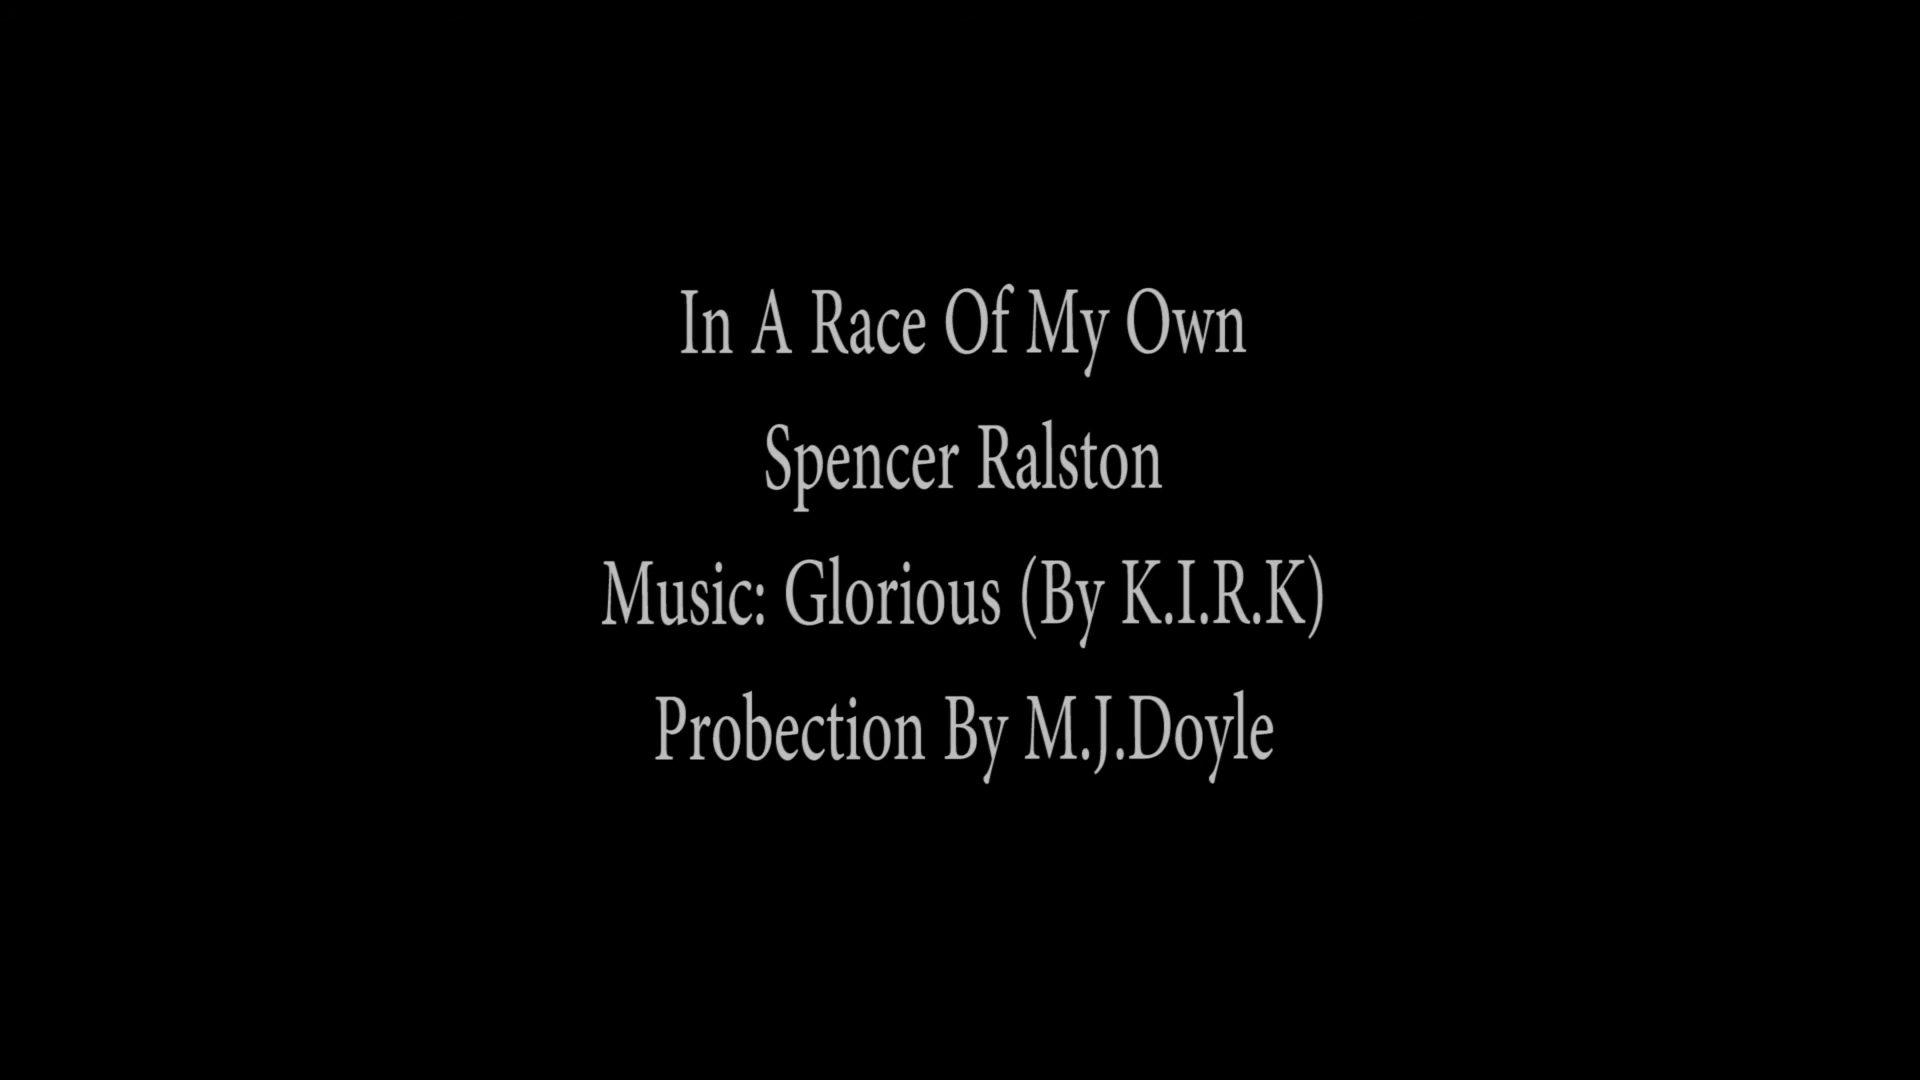 In A Race Of My Own
Spencer Ralston
Music: Glorious (By K.I.R.K)
Probection By M.J.Doyle